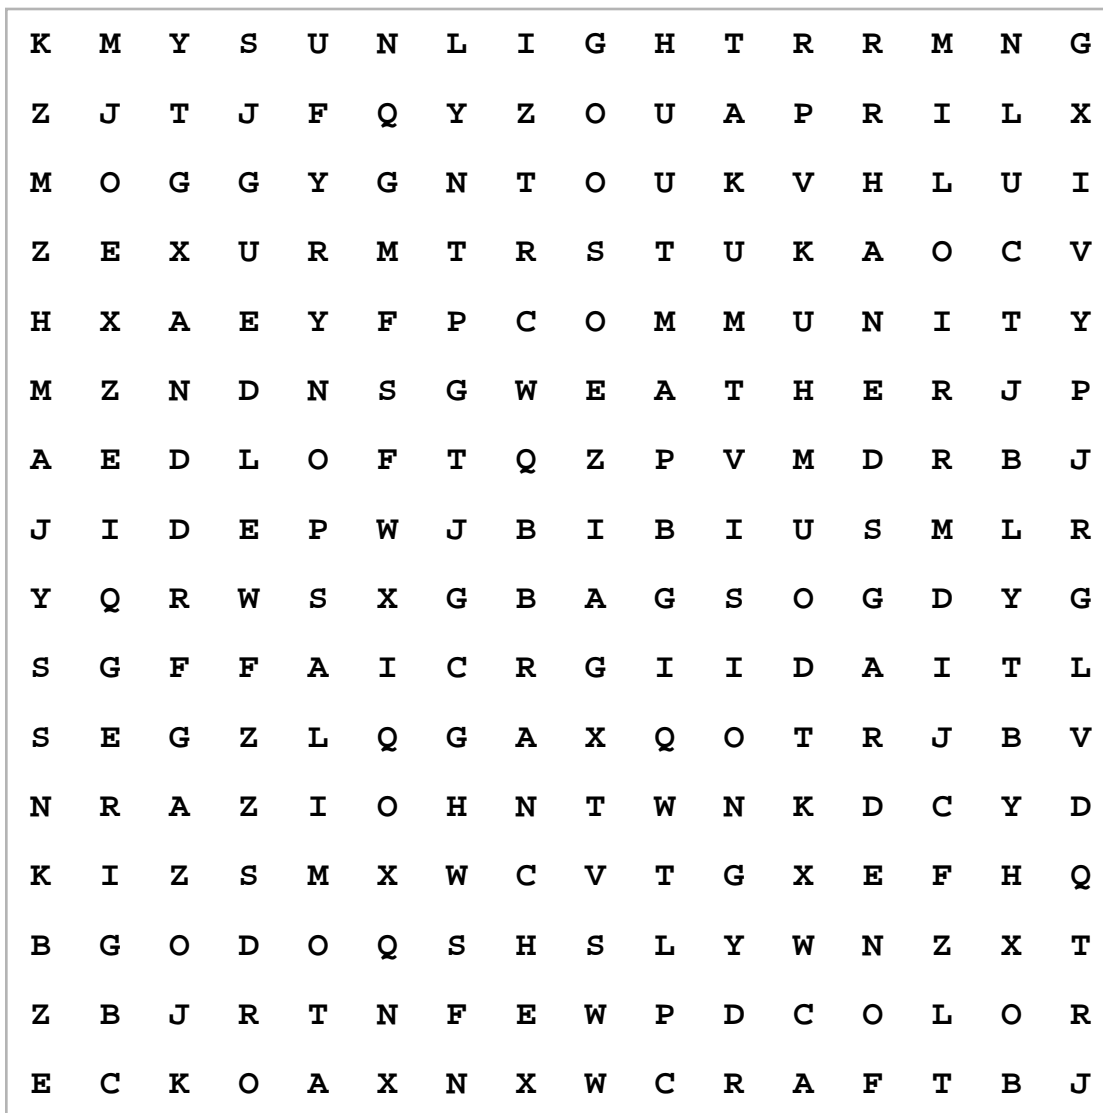 K M Y S U N L I G H T R R M N G
Z J T J F Q Y Z O U A P R I L X
M O G G Y G N T O U K V H L U I
Z E X U R M T R S T U K A O C V
H X A E Y F P C O M M U N I T Y
M Z N D N S G W E A T H E R J P
A E D L O F T Q Z P V M D R B J
J I D E P W J B I B I U S M L R
Y Q R W S X G B A G S O G D Y G
S G F F A I C R G I I D A I T L
S E G Z L Q G A X Q O T R J B V
N R A Z I O H N T W N K D C Y D
K I Z S M X W C V T G X E F H Q
B G O D O Q S H S L Y W N Z X T
Z B J R T N F E W P D C O L O R
E C K O A X N X W C R A F T B J